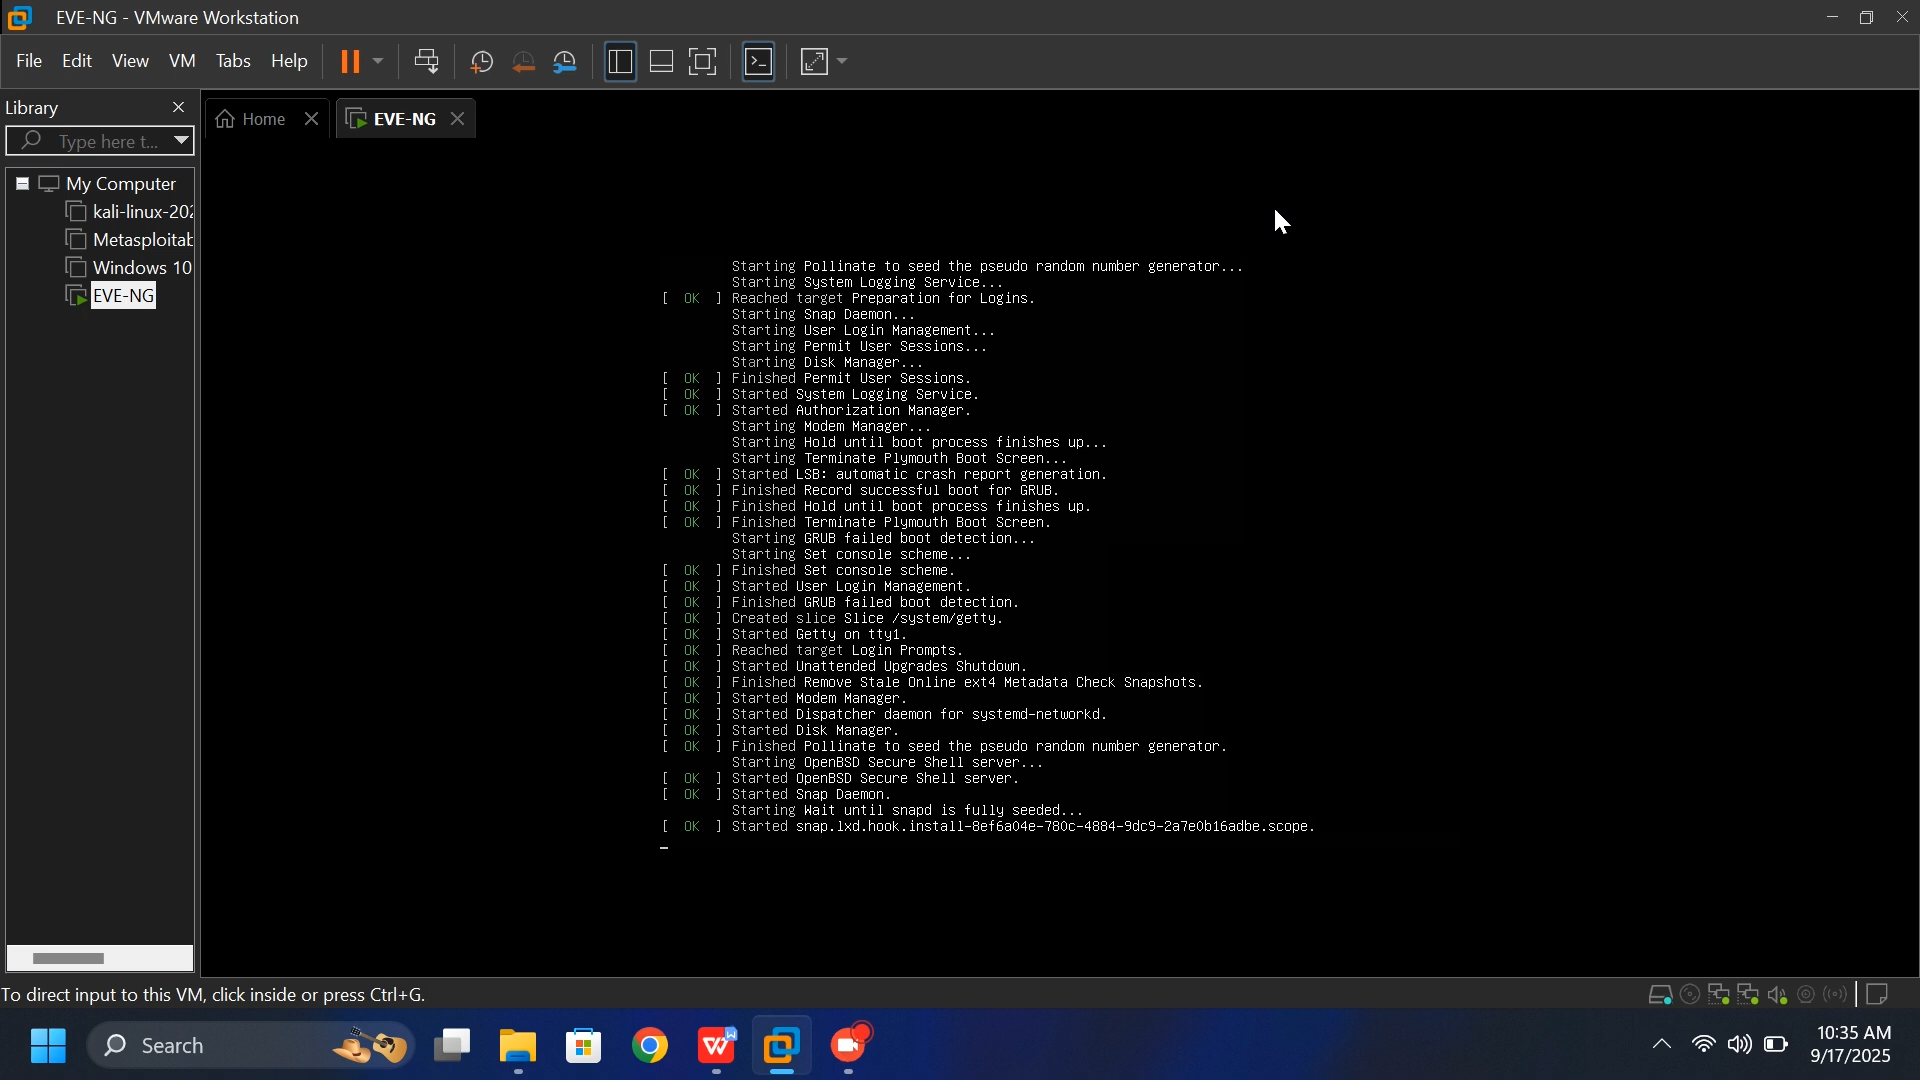 EVE-NG - VMware Workstation
File Edit View VM Tabs Help
Library
Home
EVE-NG
Type here t...
My Computer
kali-linux-202
Metasploitab
Windows 10
EVE-NG
Starting Pollinate to seed the pseudo random number generator...
Starting System Logging Service...
[ OK ] Reached target Preparation for Logins.
Starting Snap Daemon...
Starting User Login Management...
Starting Permit User Sessions...
Starting Disk Manager...
[ OK ] Finished Permit User Sessions.
[ OK ] Started System Logging Service.
[ OK ] Started Authorization Manager.
Starting Modem Manager...
Starting Hold until boot process finishes up...
Starting Terminate Plymouth Boot Screen...
[ OK ] Started LSB: automatic crash report generation.
[ OK ] Finished Record successful boot for GRUB.
[ OK ] Finished Hold until boot process finishes up.
[ OK ] Finished Terminate Plymouth Boot Screen.
Starting GRUB failed boot detection...
Starting Set console scheme...
[ OK ] Finished Set console scheme.
[ OK ] Started User Login Management.
[ OK ] Finished GRUB failed boot detection.
[ OK ] Created slice Slice /system/getty.
[ OK ] Started Getty on tty1.
[ OK ] Reached target Login Prompts.
[ OK ] Started Unattended Upgrades Shutdown.
[ OK ] Finished Remove Stale Online ext4 Metadata Check Snapshots.
[ OK ] Started Modem Manager.
[ OK ] Started Dispatcher daemon for systemd-networkd.
[ OK ] Started Disk Manager.
[ OK ] Finished Pollinate to seed the pseudo random number generator.
Starting OpenBSD Secure Shell server...
[ OK ] Started OpenBSD Secure Shell server.
[ OK ] Started Snap Daemon.
Starting Wait until snapd is fully seeded...
[ OK ] Started snap.lxd.hook.install-8ef6a04e-780c-4884-9dc9-2a7e0b16adbe.scope.
To direct input to this VM, click inside or press Ctrl+G.
Search
10:35 AM
9/17/2025